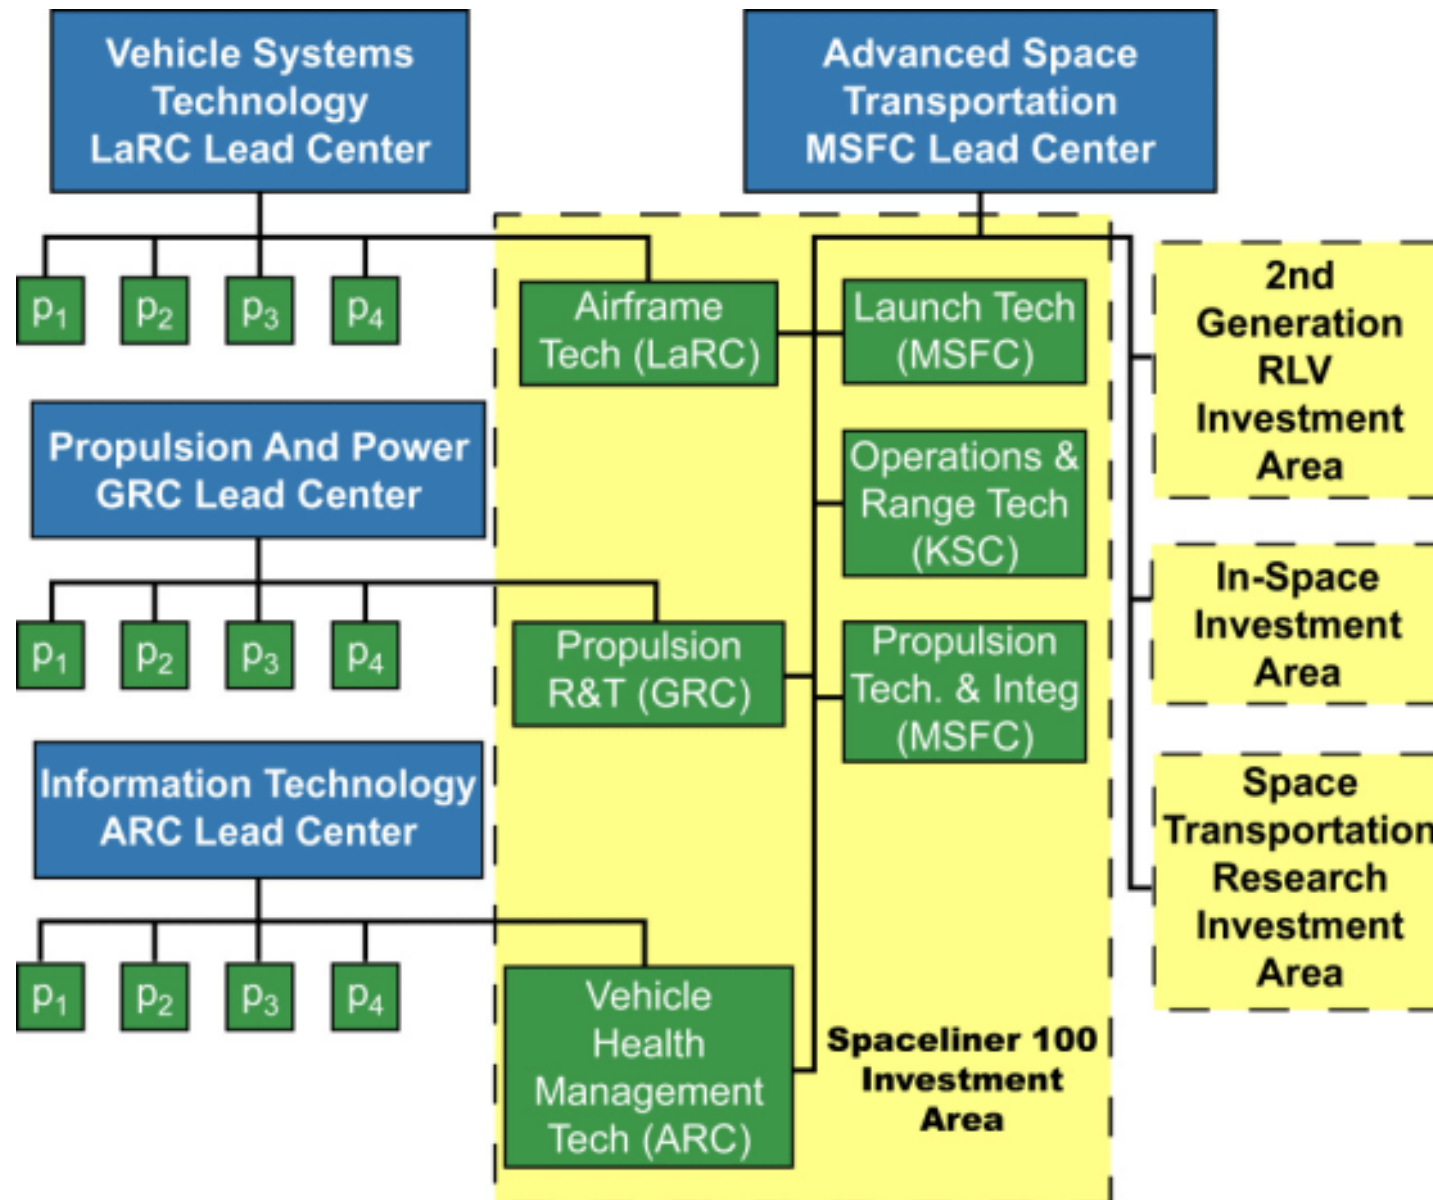 Vehicle Systems
Technology
LaRC Lead Center
Advanced Space
Transportation
MSFC Lead Center
p1
p2
p3
p4
Airframe
Tech (LaRC)
Launch Tech
(MSFC)
2nd
Generation
RLV
Investment
Area
Propulsion And Power
GRC Lead Center
Operations &
Range Tech
(KSC)
p1
p2
p3
p4
Propulsion
R&T (GRC)
Propulsion
Tech. & Integ
(MSFC)
In-Space
Investment
Area
Information Technology
ARC Lead Center
Space
Transportation
Research
Investment
Area
p1
p2
p3
p4
Vehicle
Health
Management
Tech (ARC)
Spaceliner 100
Investment
Area